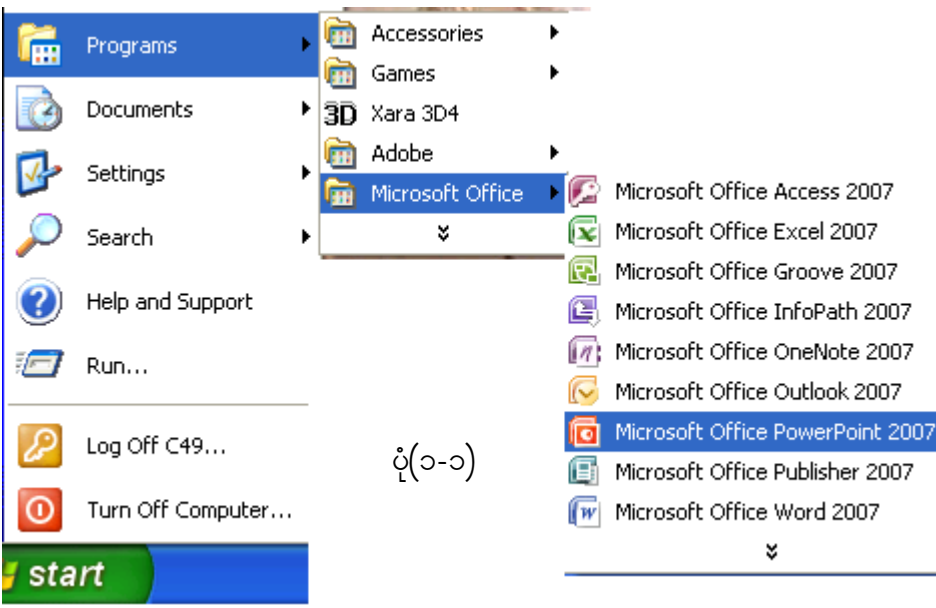 Programs
Documents
Settings
Search
Help and Support
Run...
Log Off C49...
Turn Off Computer...
start
Accessories
Games
3D Xara 3D4
Adobe
Microsoft Office
Microsoft Office Access 2007
Microsoft Office Excel 2007
Microsoft Office Groove 2007
Microsoft Office InfoPath 2007
Microsoft Office OneNote 2007
Microsoft Office Outlook 2007
Microsoft Office PowerPoint 2007
Microsoft Office Publisher 2007
Microsoft Office Word 2007
ပုံ(၁-၁)